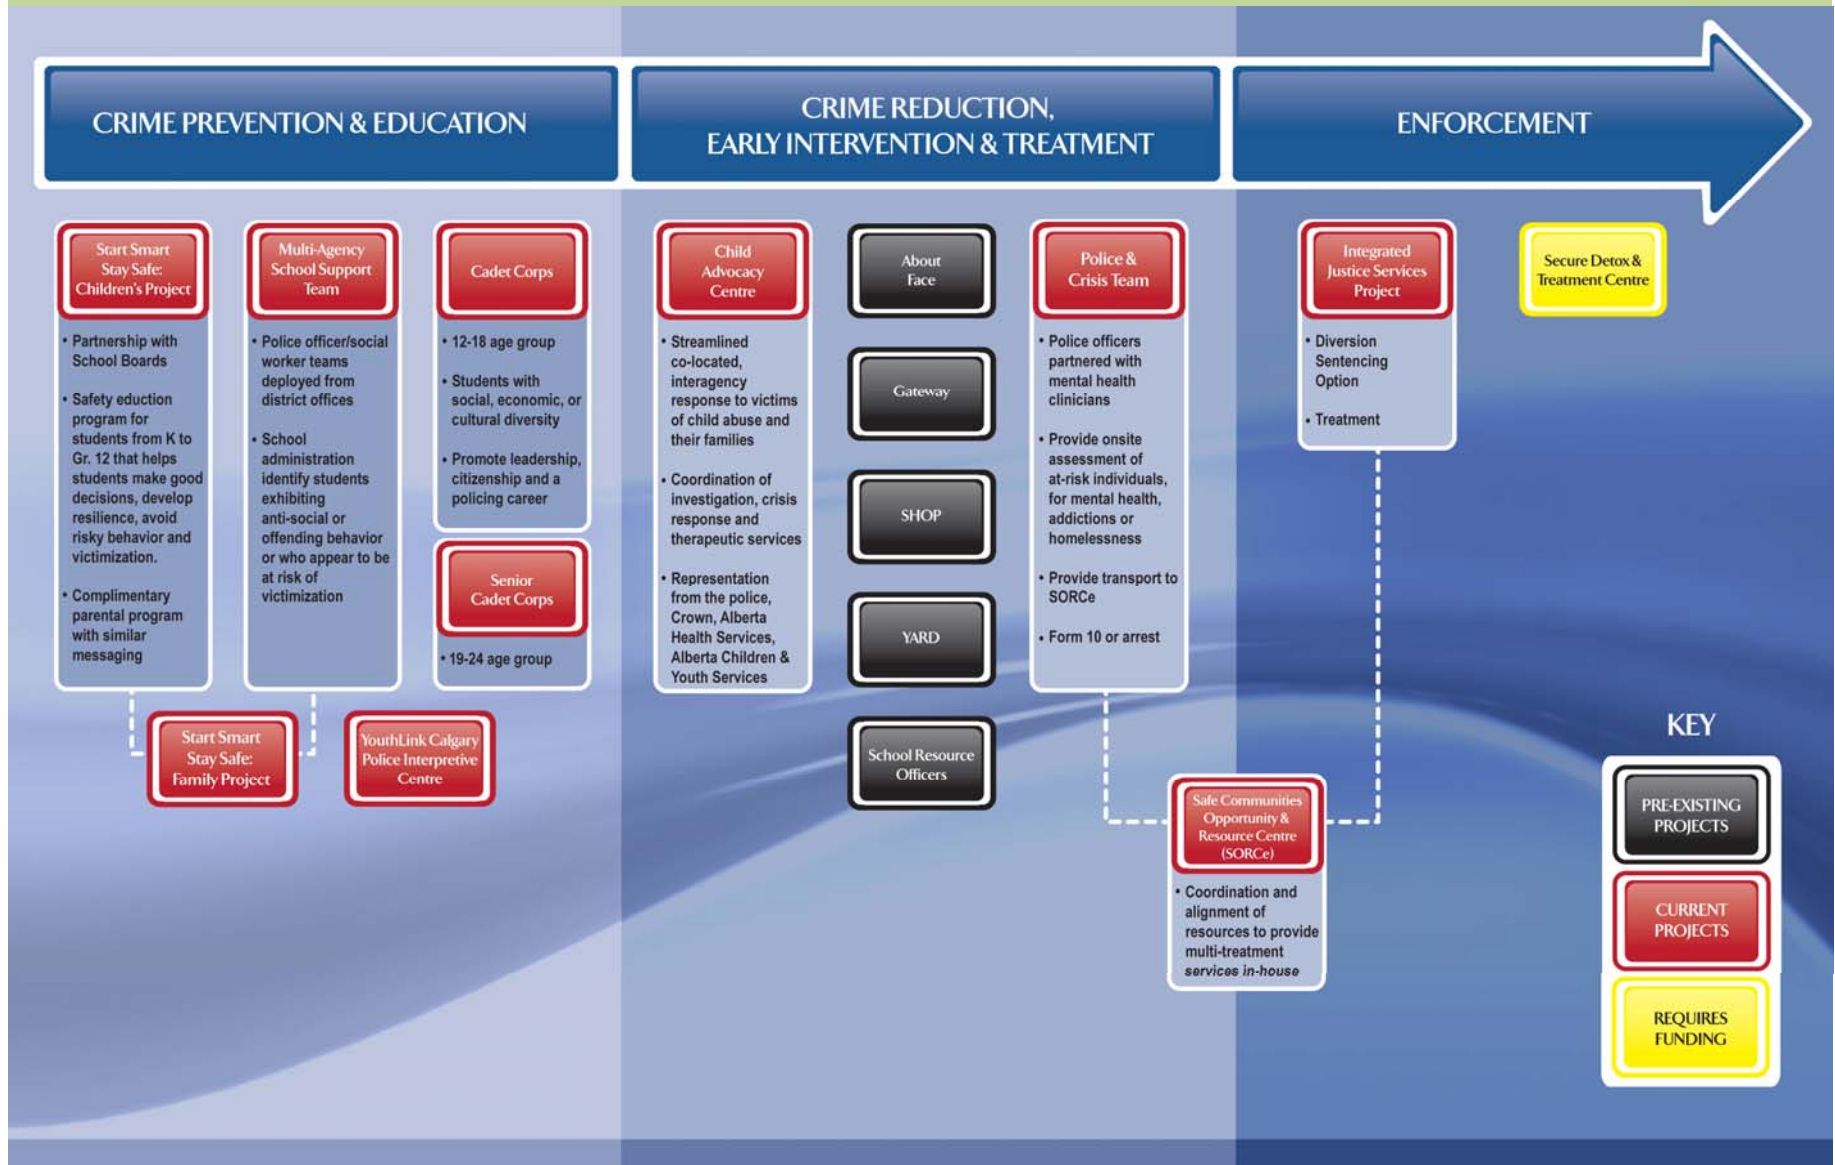 CRIME PREVENTION & EDUCATION
CRIME REDUCTION,
EARLY INTERVENTION & TREATMENT
ENFORCEMENT
Start Smart
Stay Safe:
Children's Project
• Partnership with
School Boards
• Safety eduction
program for
students from K to
Gr. 12 that helps
students make good
decisions, develop
resilience, avoid
risky behavior and
victimization.
• Complimentary
parental program
with similar
messaging
Multi-Agency
School Support
Team
• Police officer/social
worker teams
deployed from
district offices
• School
administration
identify students
exhibiting
anti-social or
offending behavior
or who appear to be
at risk of
victimization
Cadet Corps
• 12-18 age group
• Students with
social, economic, or
cultural diversity
• Promote leadership,
citizenship and a
policing career
Senior
Cadet Corps
• 19-24 age group
Start Smart
Stay Safe:
Family Project
YouthLink Calgary
Police Interpretive
Centre
Child
Advocacy
Centre
• Streamlined
co-located,
interagency
response to victims
of child abuse and
their families
• Coordination of
investigation, crisis
response and
therapeutic services
• Representation
from the police,
Crown, Alberta
Health Services,
Alberta Children &
Youth Services
About
Face
Gateway
SHOP
YARD
School Resource
Officers
Police &
Crisis Team
• Police officers
partnered with
mental health
clinicians
• Provide onsite
assessment of
at-risk individuals,
for mental health,
addictions or
homelessness
• Provide transport to
SORCe
• Form 10 or arrest
Safe Communities
Opportunity &
Resource Centre
(SORCe)
• Coordination and
alignment of
resources to provide
multi-treatment
services in-house
Integrated
Justice Services
Project
• Diversion
Sentencing
Option
• Treatment
Secure Detox &
Treatment Centre
KEY
PRE-EXISTING
PROJECTS
CURRENT
PROJECTS
REQUIRES
FUNDING